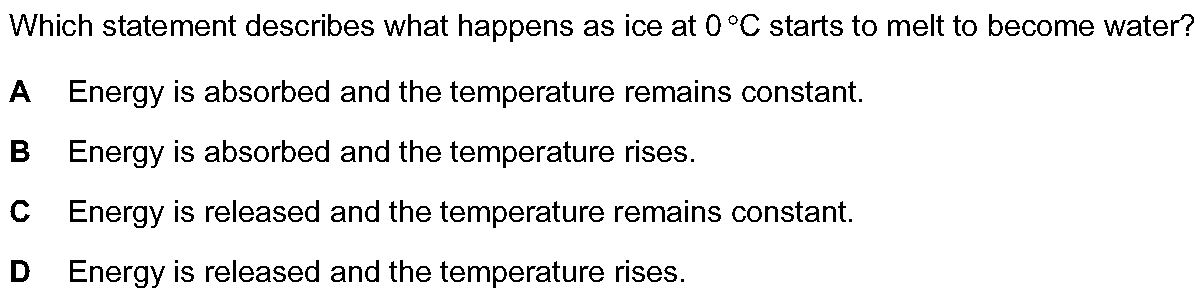 Which statement describes what happens as ice at 0 °C starts to melt to become water?
A Energy is absorbed and the temperature remains constant.
B Energy is absorbed and the temperature rises.
C Energy is released and the temperature remains constant.
D Energy is released and the temperature rises.